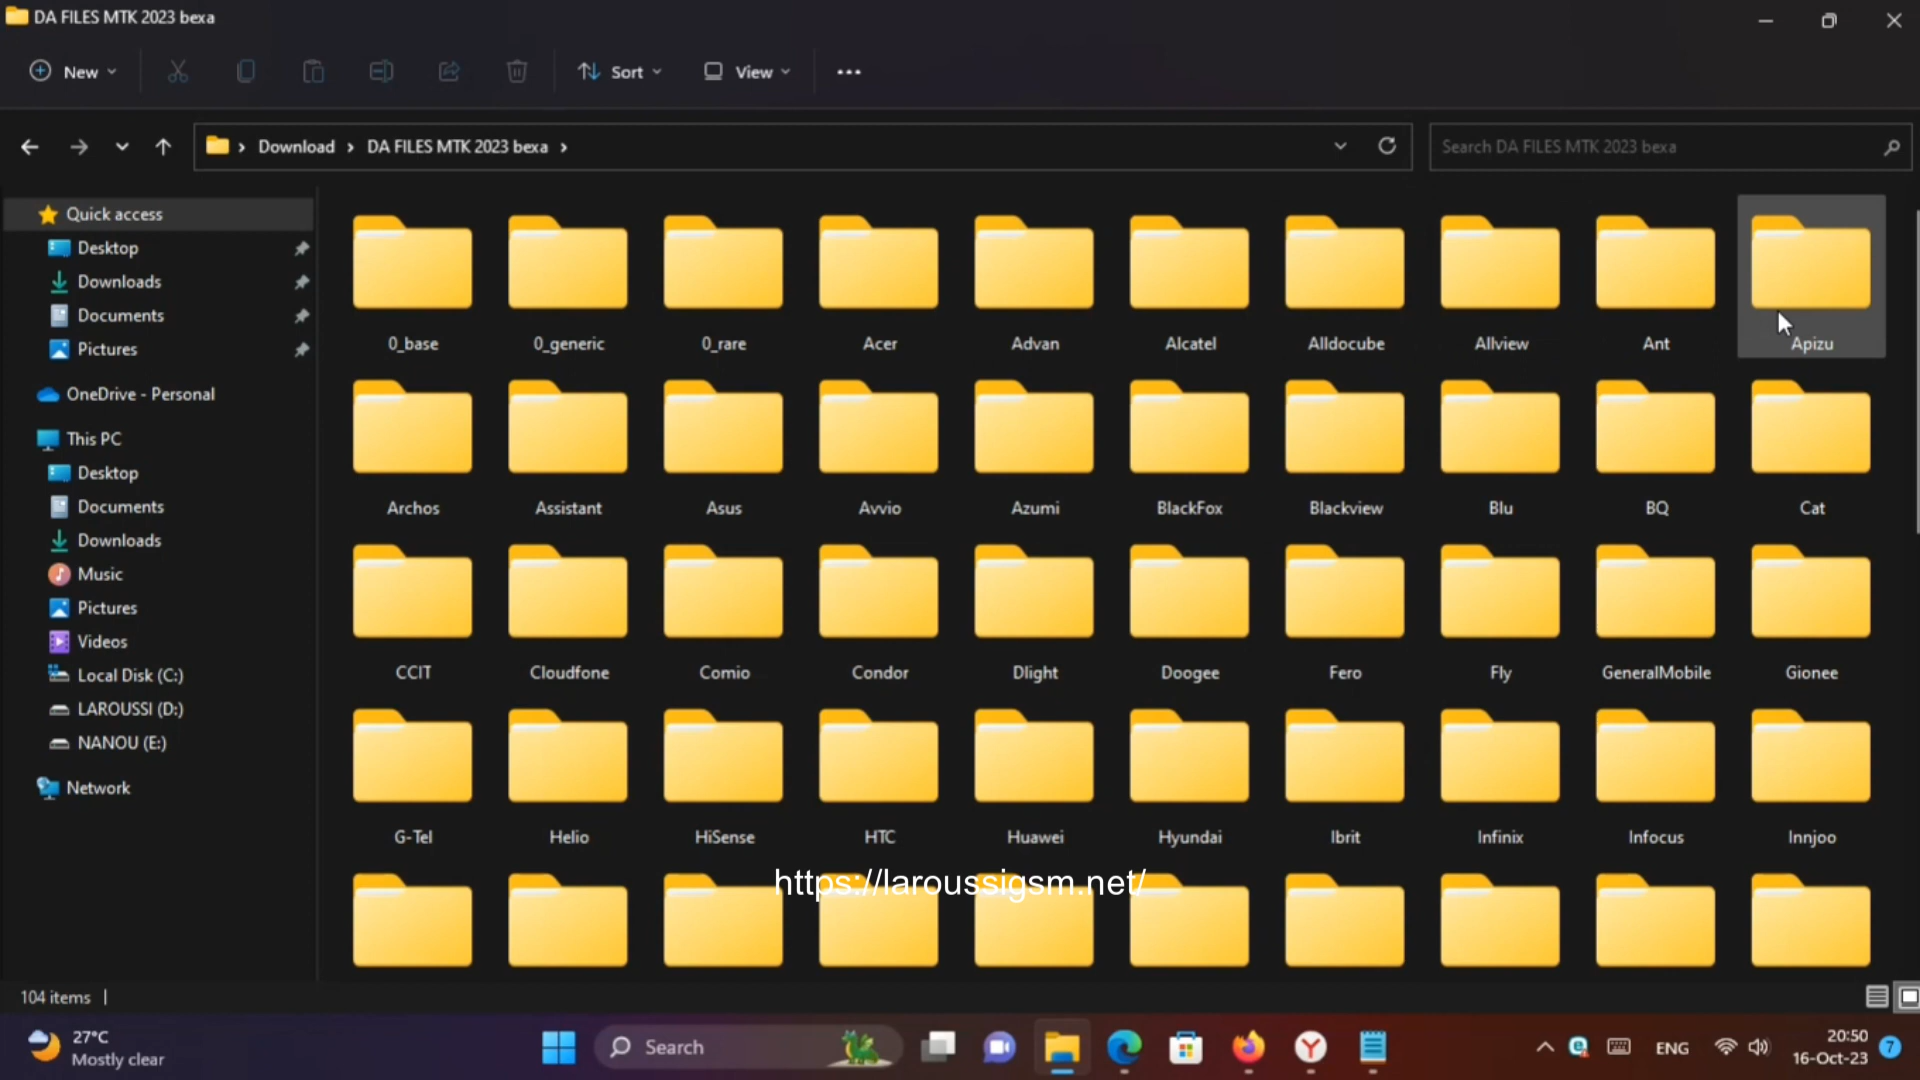 DA FILES MTK 2023 bexa
New
Sort
View
Download > DA FILES MTK 2023 bexa >
Search DA FILES MTK 2023 bexa
Quick access
Desktop
Downloads
Documents
Pictures
OneDrive - Personal
This PC
Desktop
Documents
Downloads
Music
Pictures
Videos
Local Disk (C:)
LAROUSSI (D:)
NANOU (E:)
Network
0_base 0_generic 0_rare Acer Advan Alcatel Alldocube Allview Ant Apizu
Archos Assistant Asus Avvio Azumi BlackFox Blackview Blu BQ Cat
CCIT Cloudfone Comio Condor Dlight Doogee Fero Fly GeneralMobile Gionee
G-Tel Helio HiSense HTC Huawei Hyundai Ibrit Infinix Infocus Innjoo
https://laroussigsm.net/
104 items
27°C
Mostly clear
Search
ENG
20:50
16-Oct-23
7